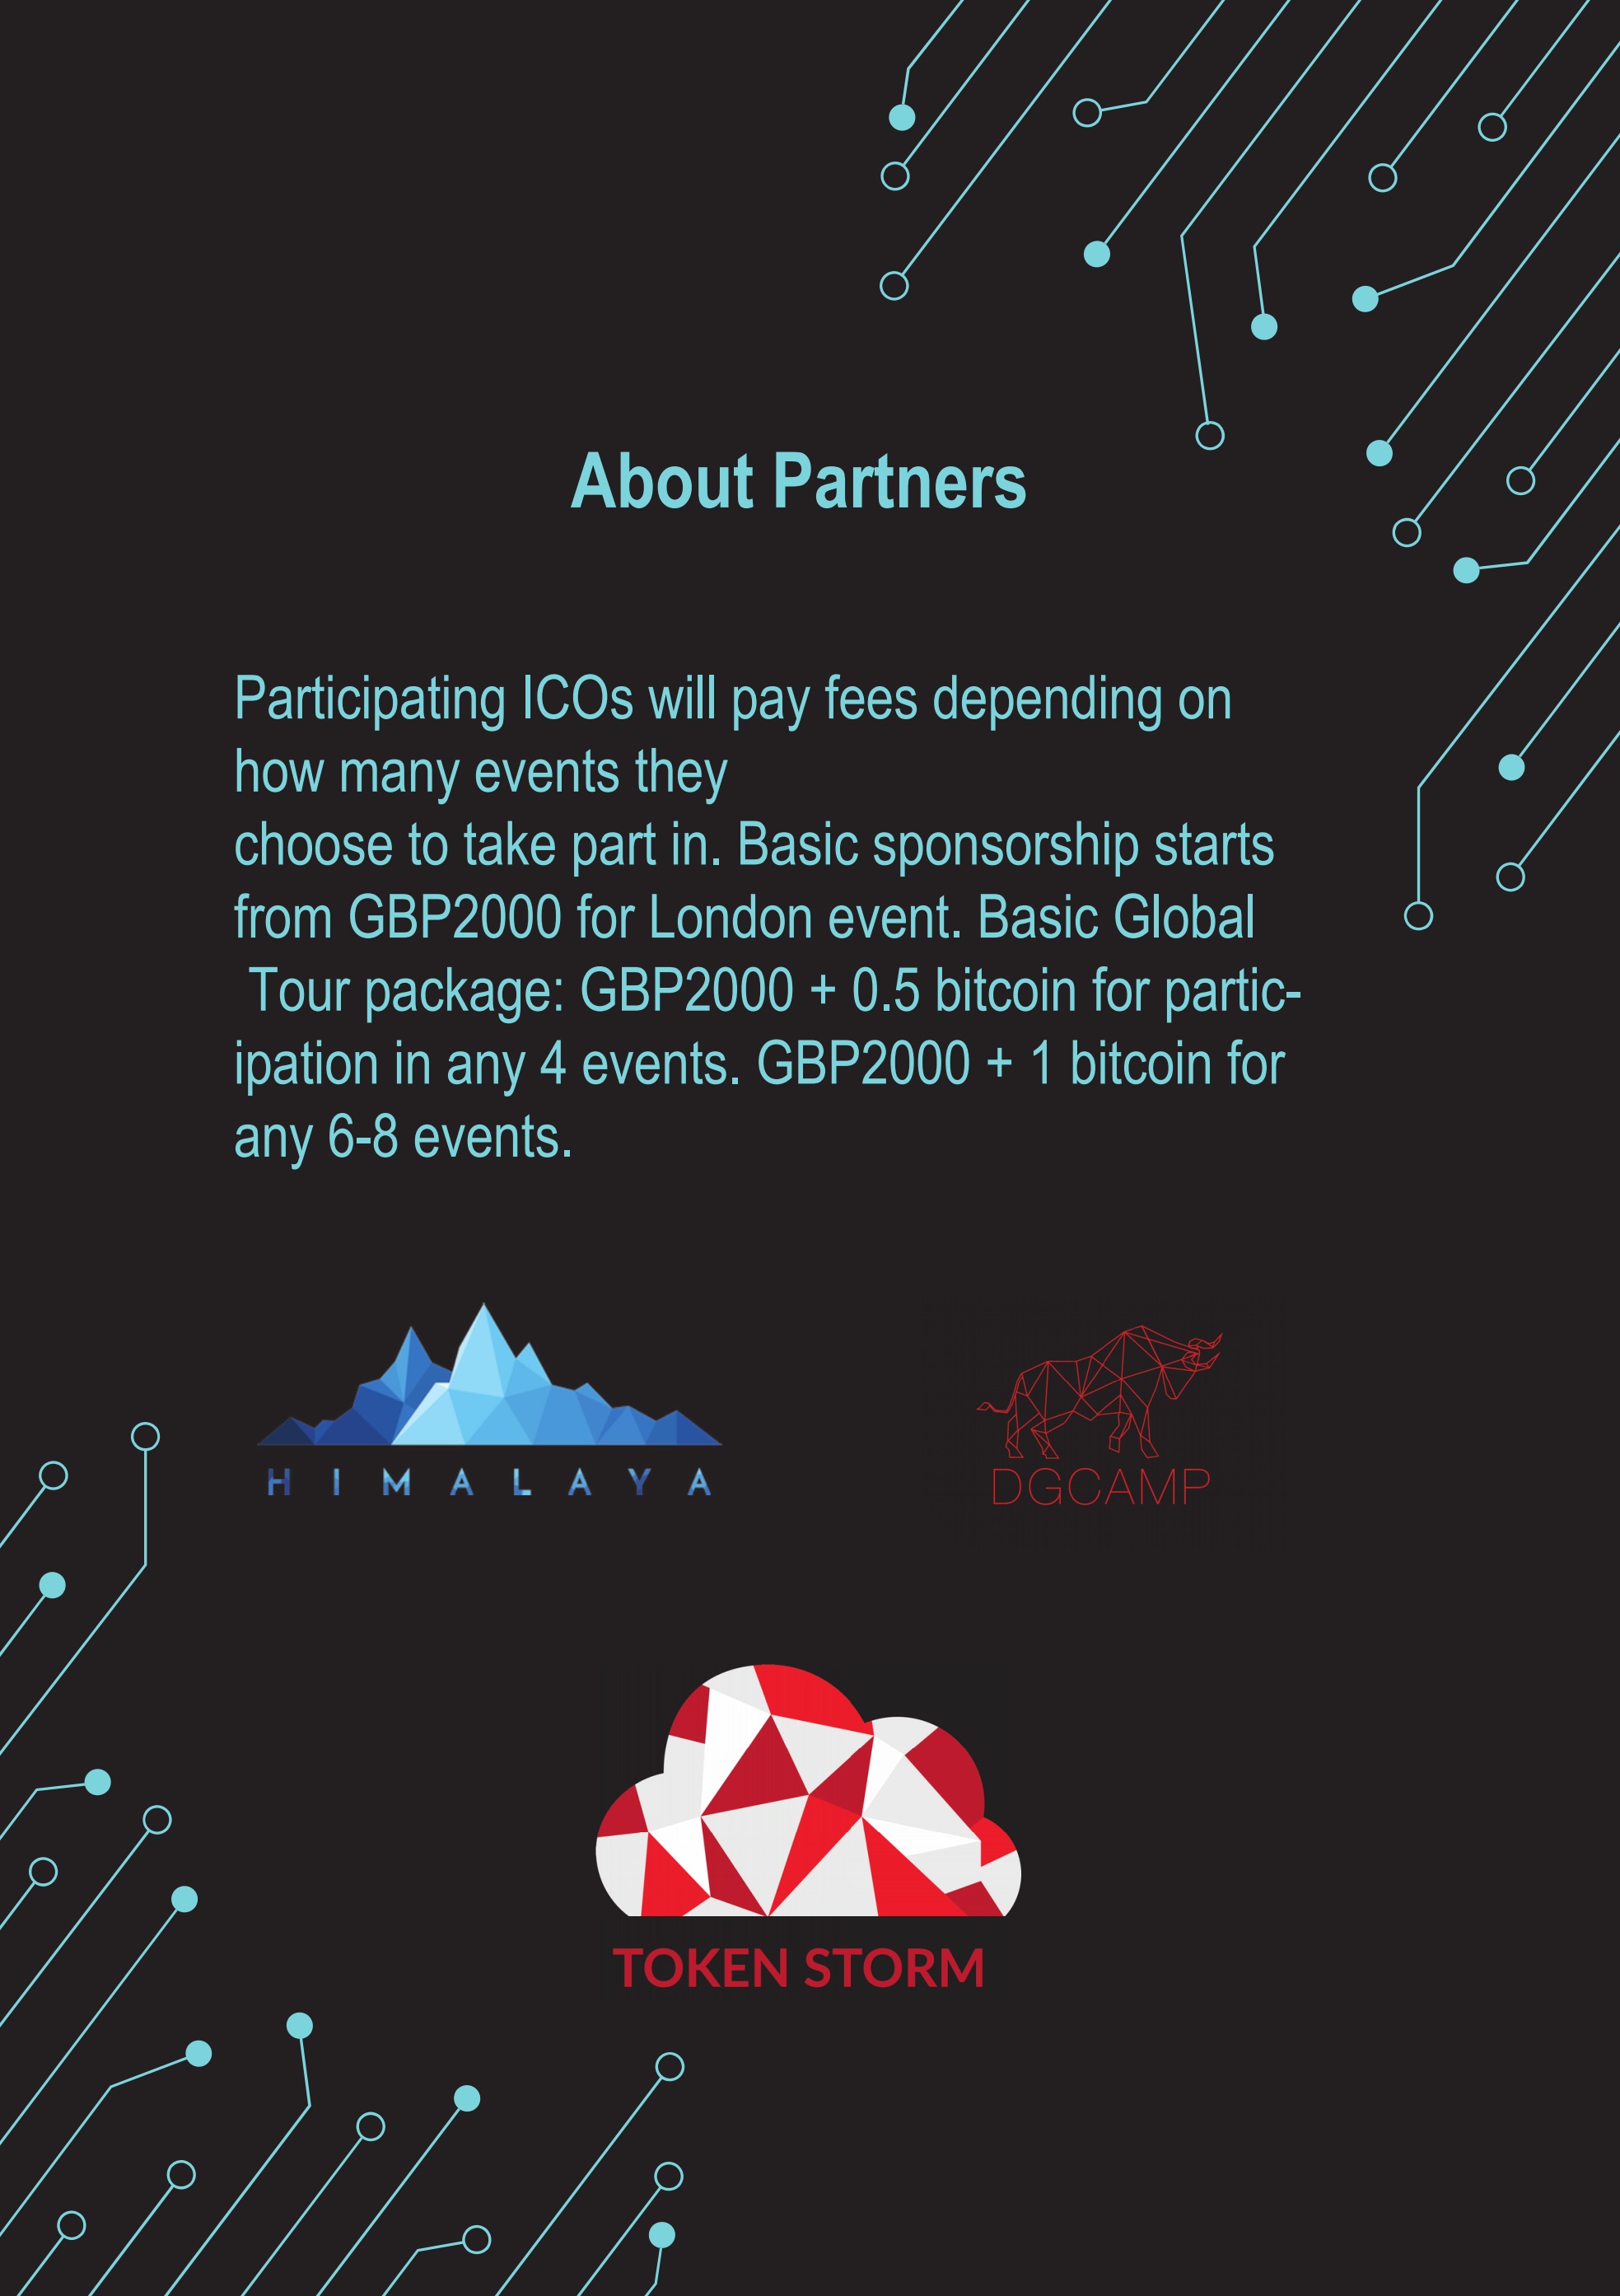 About Partners
Participating ICOs will pay fees depending on
how many events they
choose to take part in. Basic sponsorship starts
from GBP2000 for London event. Basic Global
Tour package: GBP2000 + 0.5 bitcoin for partic-
ipation in any 4 events. GBP2000 + 1 bitcoin for
any 6-8 events.
HIMALAYA
DGCAMP
TOKEN STORM